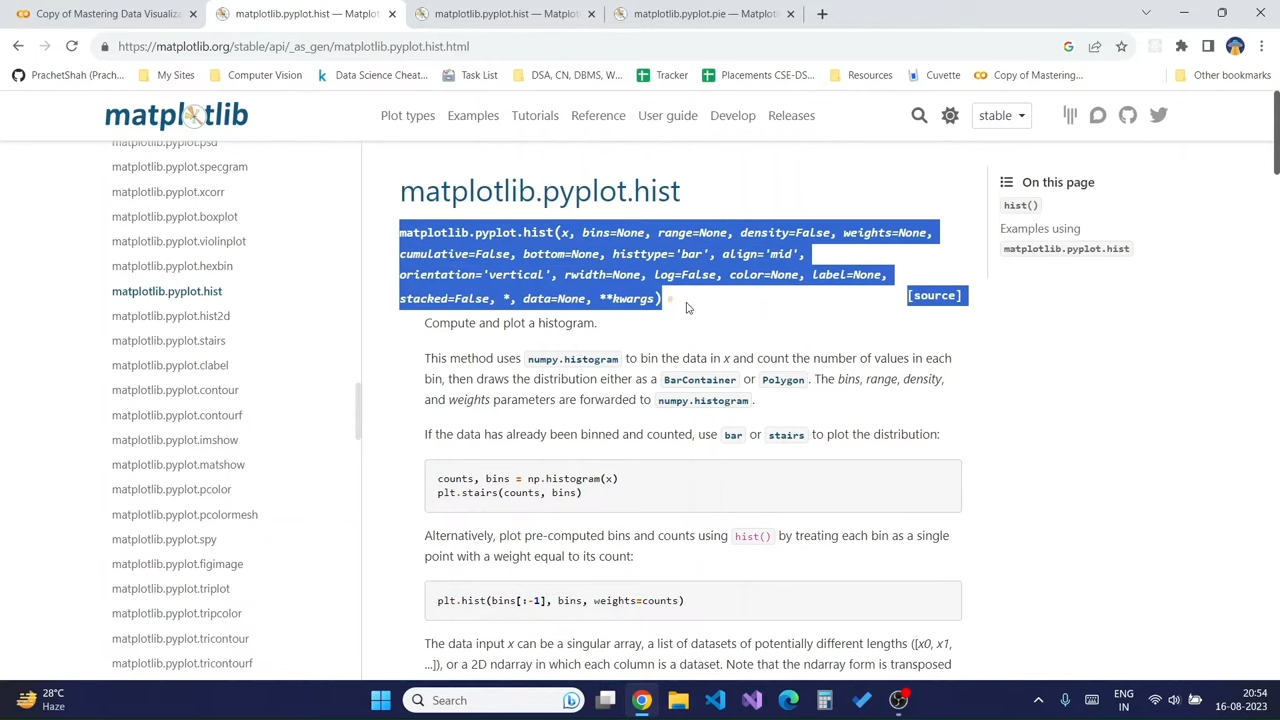 Copy of Mastering Data Visualiza
matplotlib.pyplot.hist — Matplot
matplotlib.pyplot.hist — Matplot
matplotlib.pyplot.pie — Matplotl
https://matplotlib.org/stable/api/_as_gen/matplotlib.pyplot.hist.html
PrachetShah (Prach...
My Sites
Computer Vision
Data Science Cheat...
Task List
DSA, CN, DBMS, W...
Tracker
Placements CSE-DS...
Resources
Cuvette
Copy of Mastering...
Other bookmarks
matplotlib
Plot types
Examples
Tutorials
Reference
User guide
Develop
Releases
stable
matplotlib.pyplot.psd
matplotlib.pyplot.specgram
matplotlib.pyplot.xcorr
matplotlib.pyplot.boxplot
matplotlib.pyplot.violinplot
matplotlib.pyplot.hexbin
matplotlib.pyplot.hist
matplotlib.pyplot.hist2d
matplotlib.pyplot.stairs
matplotlib.pyplot.clabel
matplotlib.pyplot.contour
matplotlib.pyplot.contourf
matplotlib.pyplot.imshow
matplotlib.pyplot.matshow
matplotlib.pyplot.pcolor
matplotlib.pyplot.pcolormesh
matplotlib.pyplot.spy
matplotlib.pyplot.figimage
matplotlib.pyplot.triplot
matplotlib.pyplot.tripcolor
matplotlib.pyplot.tricontour
matplotlib.pyplot.tricontourf
matplotlib.pyplot.hist
matplotlib.pyplot.hist(x, bins=None, range=None, density=False, weights=None,
cumulative=False, bottom=None, histtype='bar', align='mid',
orientation='vertical', rwidth=None, log=False, color=None, label=None,
stacked=False, *, data=None, **kwargs) # [source]
Compute and plot a histogram.
This method uses numpy.histogram to bin the data in x and count the number of values in each
bin, then draws the distribution either as a BarContainer or Polygon. The bins, range, density,
and weights parameters are forwarded to numpy.histogram.
If the data has already been binned and counted, use bar or stairs to plot the distribution:
counts, bins = np.histogram(x)
plt.stairs(counts, bins)
Alternatively, plot pre-computed bins and counts using hist() by treating each bin as a single
point with a weight equal to its count:
plt.hist(bins[:-1], bins, weights=counts)
The data input x can be a singular array, a list of datasets of potentially different lengths ([x0, x1,
...]), or a 2D ndarray in which each column is a dataset. Note that the ndarray form is transposed
On this page
hist()
Examples using
matplotlib.pyplot.hist
28°C
Haze
Search
ENG
IN
20:54
16-08-2023